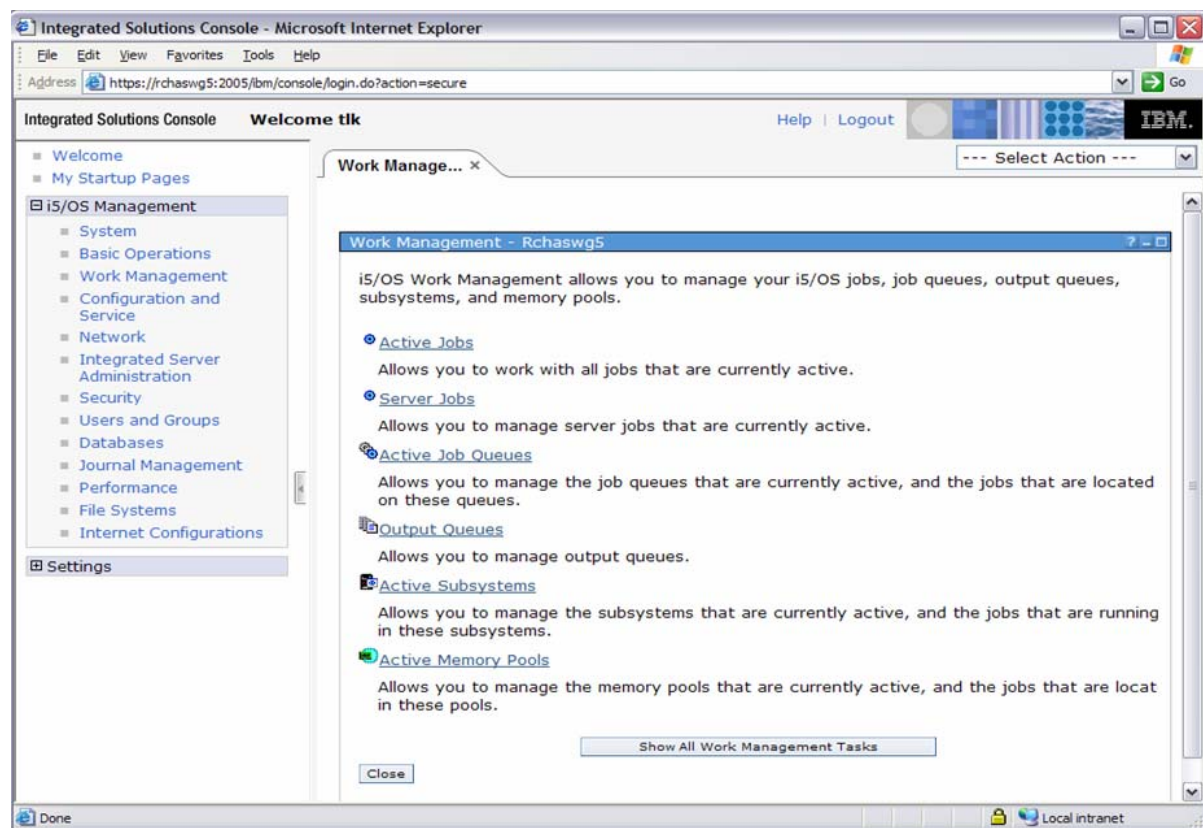 Integrated Solutions Console - Microsoft Internet Explorer
File Edit View Favorites Tools Help
Address https://rchaswg5:2005/ibm/console/login.do?action=secure Go
Integrated Solutions Console Welcome tlk Help | Logout IBM.
Welcome
My Startup Pages
i5/OS Management
System
Basic Operations
Work Management
Configuration and
Service
Network
Integrated Server
Administration
Security
Users and Groups
Databases
Journal Management
Performance
File Systems
Internet Configurations
Settings
Work Manage... ×
--- Select Action ---
Work Management - Rchaswg5
i5/OS Work Management allows you to manage your i5/OS jobs, job queues, output queues,
subsystems, and memory pools.
Active Jobs
Allows you to work with all jobs that are currently active.
Server Jobs
Allows you to manage server jobs that are currently active.
Active Job Queues
Allows you to manage the job queues that are currently active, and the jobs that are located
on these queues.
Output Queues
Allows you to manage output queues.
Active Subsystems
Allows you to manage the subsystems that are currently active, and the jobs that are running
in these subsystems.
Active Memory Pools
Allows you to manage the memory pools that are currently active, and the jobs that are locat
in these pools.
Show All Work Management Tasks
Close
Done Local intranet